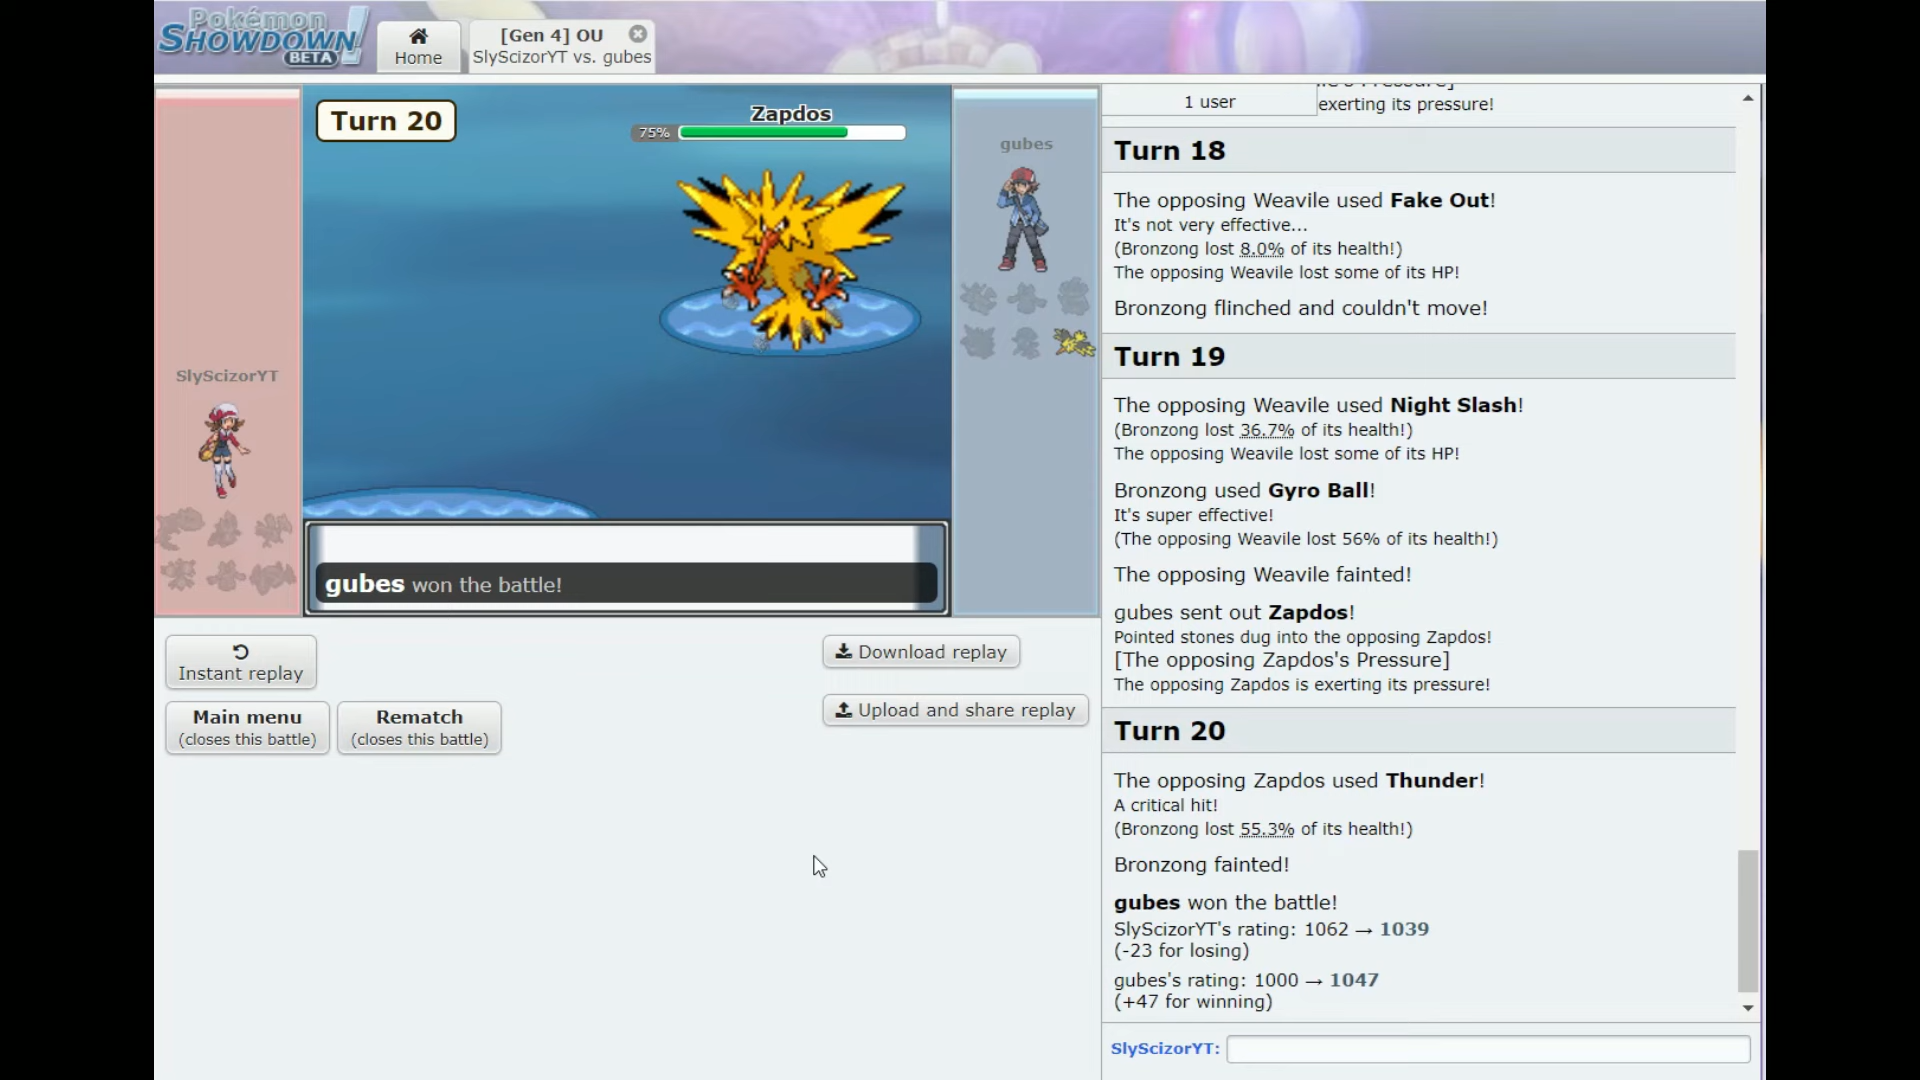 Pokémon
SHOWDOWN!
BETA
Home
[Gen 4] OU
SlyScizorYT vs. gubes
Turn 20
Zapdos
75%
SlyScizorYT
gubes
gubes won the battle!
Instant replay
Download replay
Upload and share replay
Main menu
(closes this battle)
Rematch
(closes this battle)
1 user
exerting its pressure!
Turn 18
The opposing Weavile used Fake Out!
It's not very effective...
(Bronzong lost 8.0% of its health!)
The opposing Weavile lost some of its HP!
Bronzong flinched and couldn't move!
Turn 19
The opposing Weavile used Night Slash!
(Bronzong lost 36.7% of its health!)
The opposing Weavile lost some of its HP!
Bronzong used Gyro Ball!
It's super effective!
(The opposing Weavile lost 56% of its health!)
The opposing Weavile fainted!
gubes sent out Zapdos!
Pointed stones dug into the opposing Zapdos!
[The opposing Zapdos's Pressure]
The opposing Zapdos is exerting its pressure!
Turn 20
The opposing Zapdos used Thunder!
A critical hit!
(Bronzong lost 55.3% of its health!)
Bronzong fainted!
gubes won the battle!
SlyScizorYT's rating: 1062 → 1039
(-23 for losing)
gubes's rating: 1000 → 1047
(+47 for winning)
SlyScizorYT: